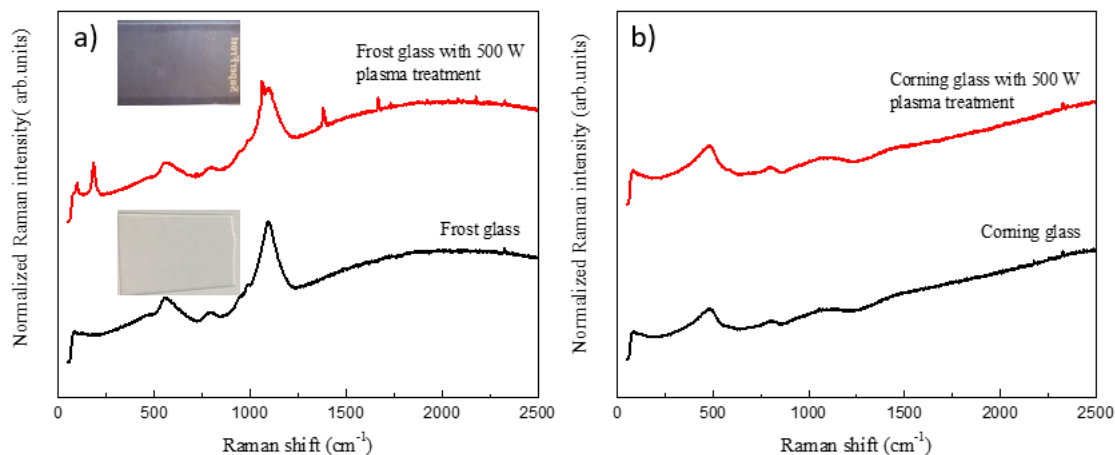 a)
SuperFrost
Frost glass with 500 W
plasma treatment
Frost glass
Normalized Raman intensity( arb.units)
0 500 1000 1500 2000 2500
Raman shift (cm⁻¹)
b)
Corning glass with 500 W
plasma treatment
Corning glass
Normalized Raman intensity (arb.units)
0 500 1000 1500 2000 2500
Raman shift (cm⁻¹)